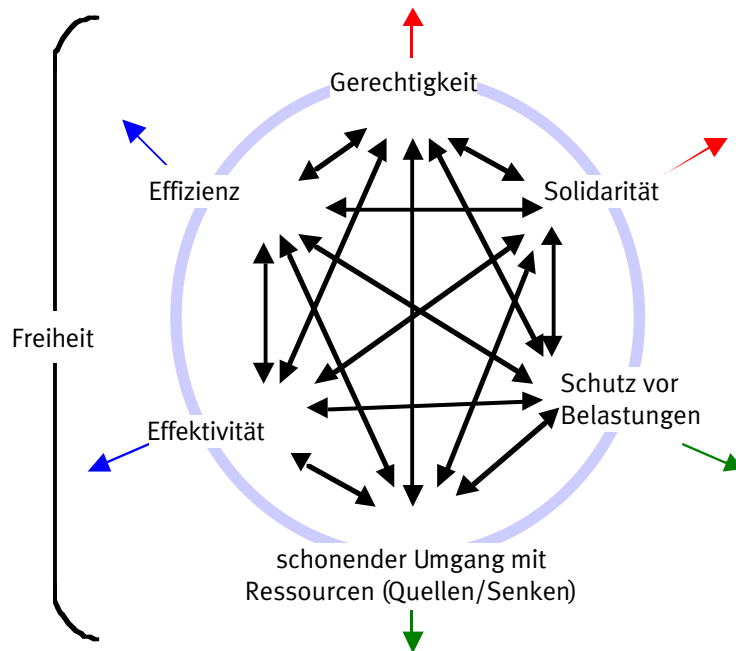 Gerechtigkeit
Effizienz
Solidarität
Freiheit
Schutz vor
Belastungen
Effektivität
schonender Umgang mit
Ressourcen (Quellen/Senken)